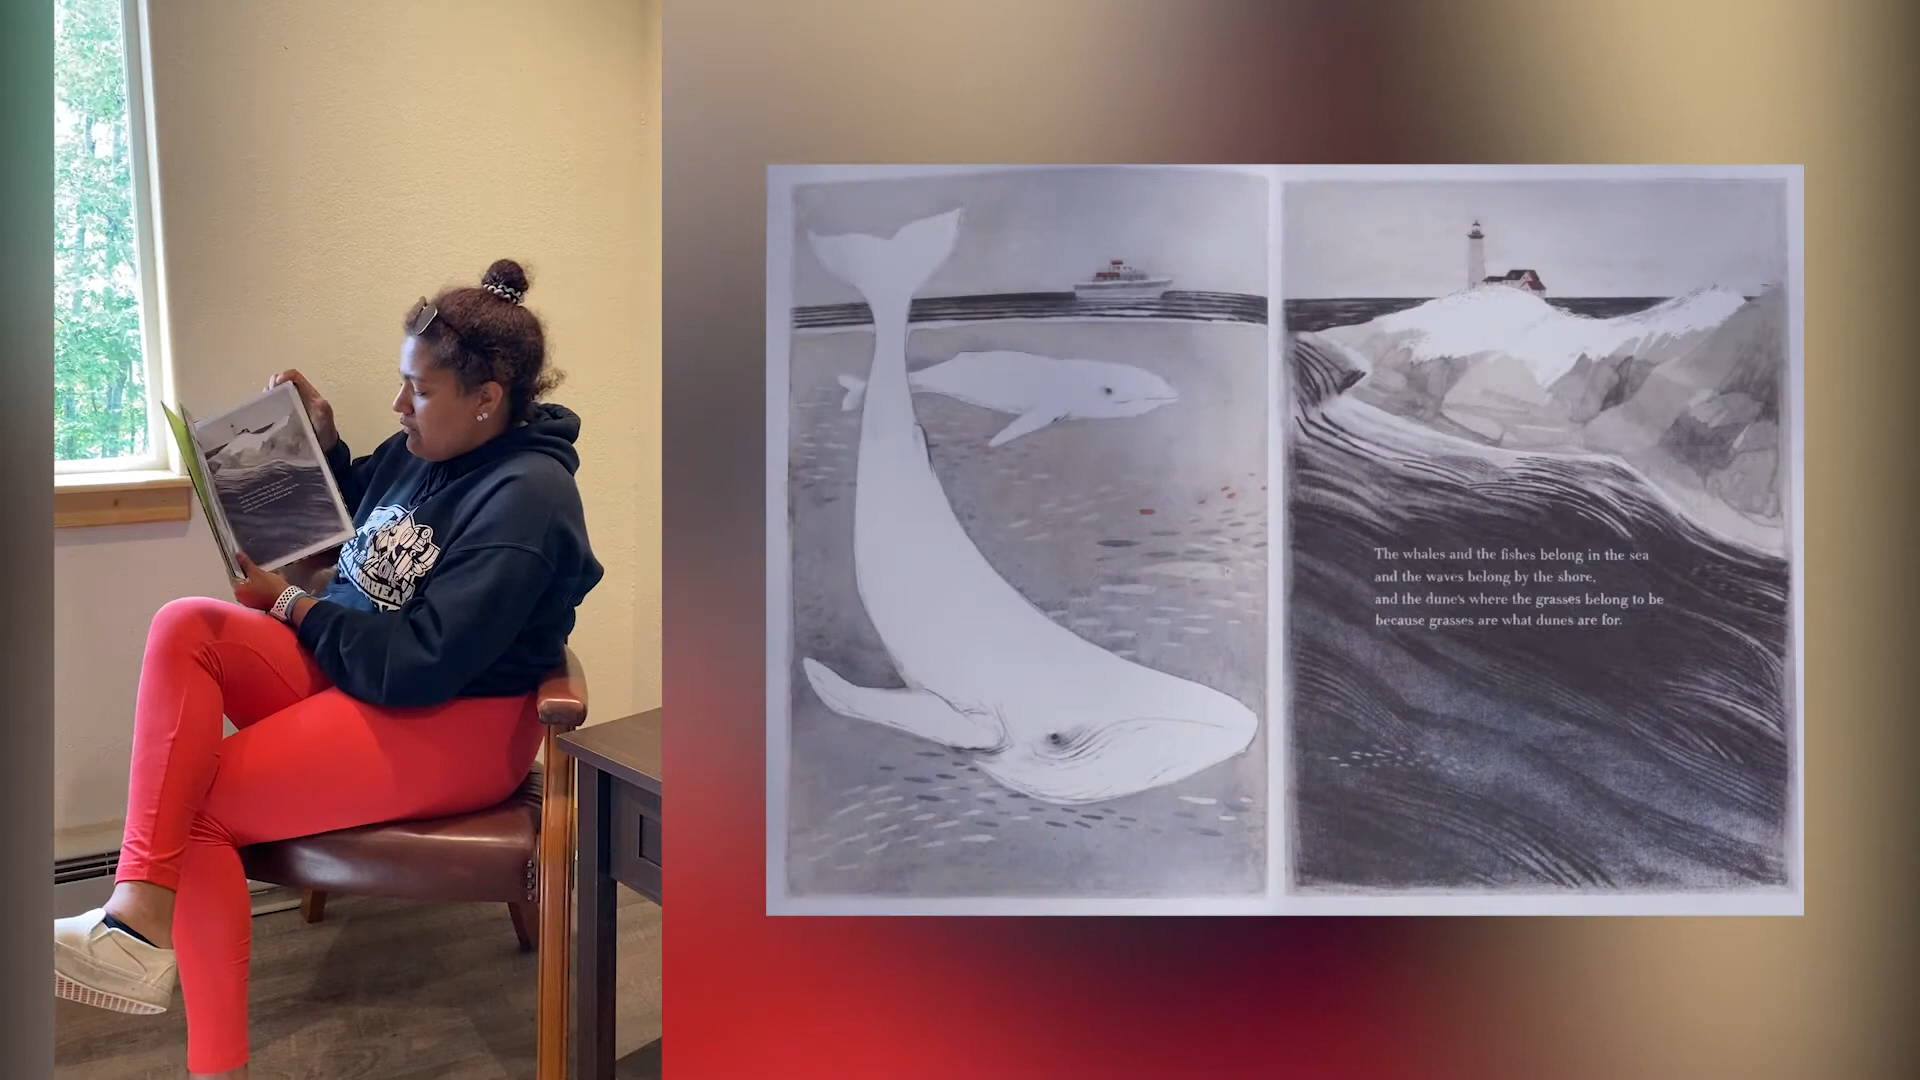 The whales and the fishes belong in the sea
and the waves belong by the shore,
and the dune's where the grasses belong to be
because grasses are what dunes are for.